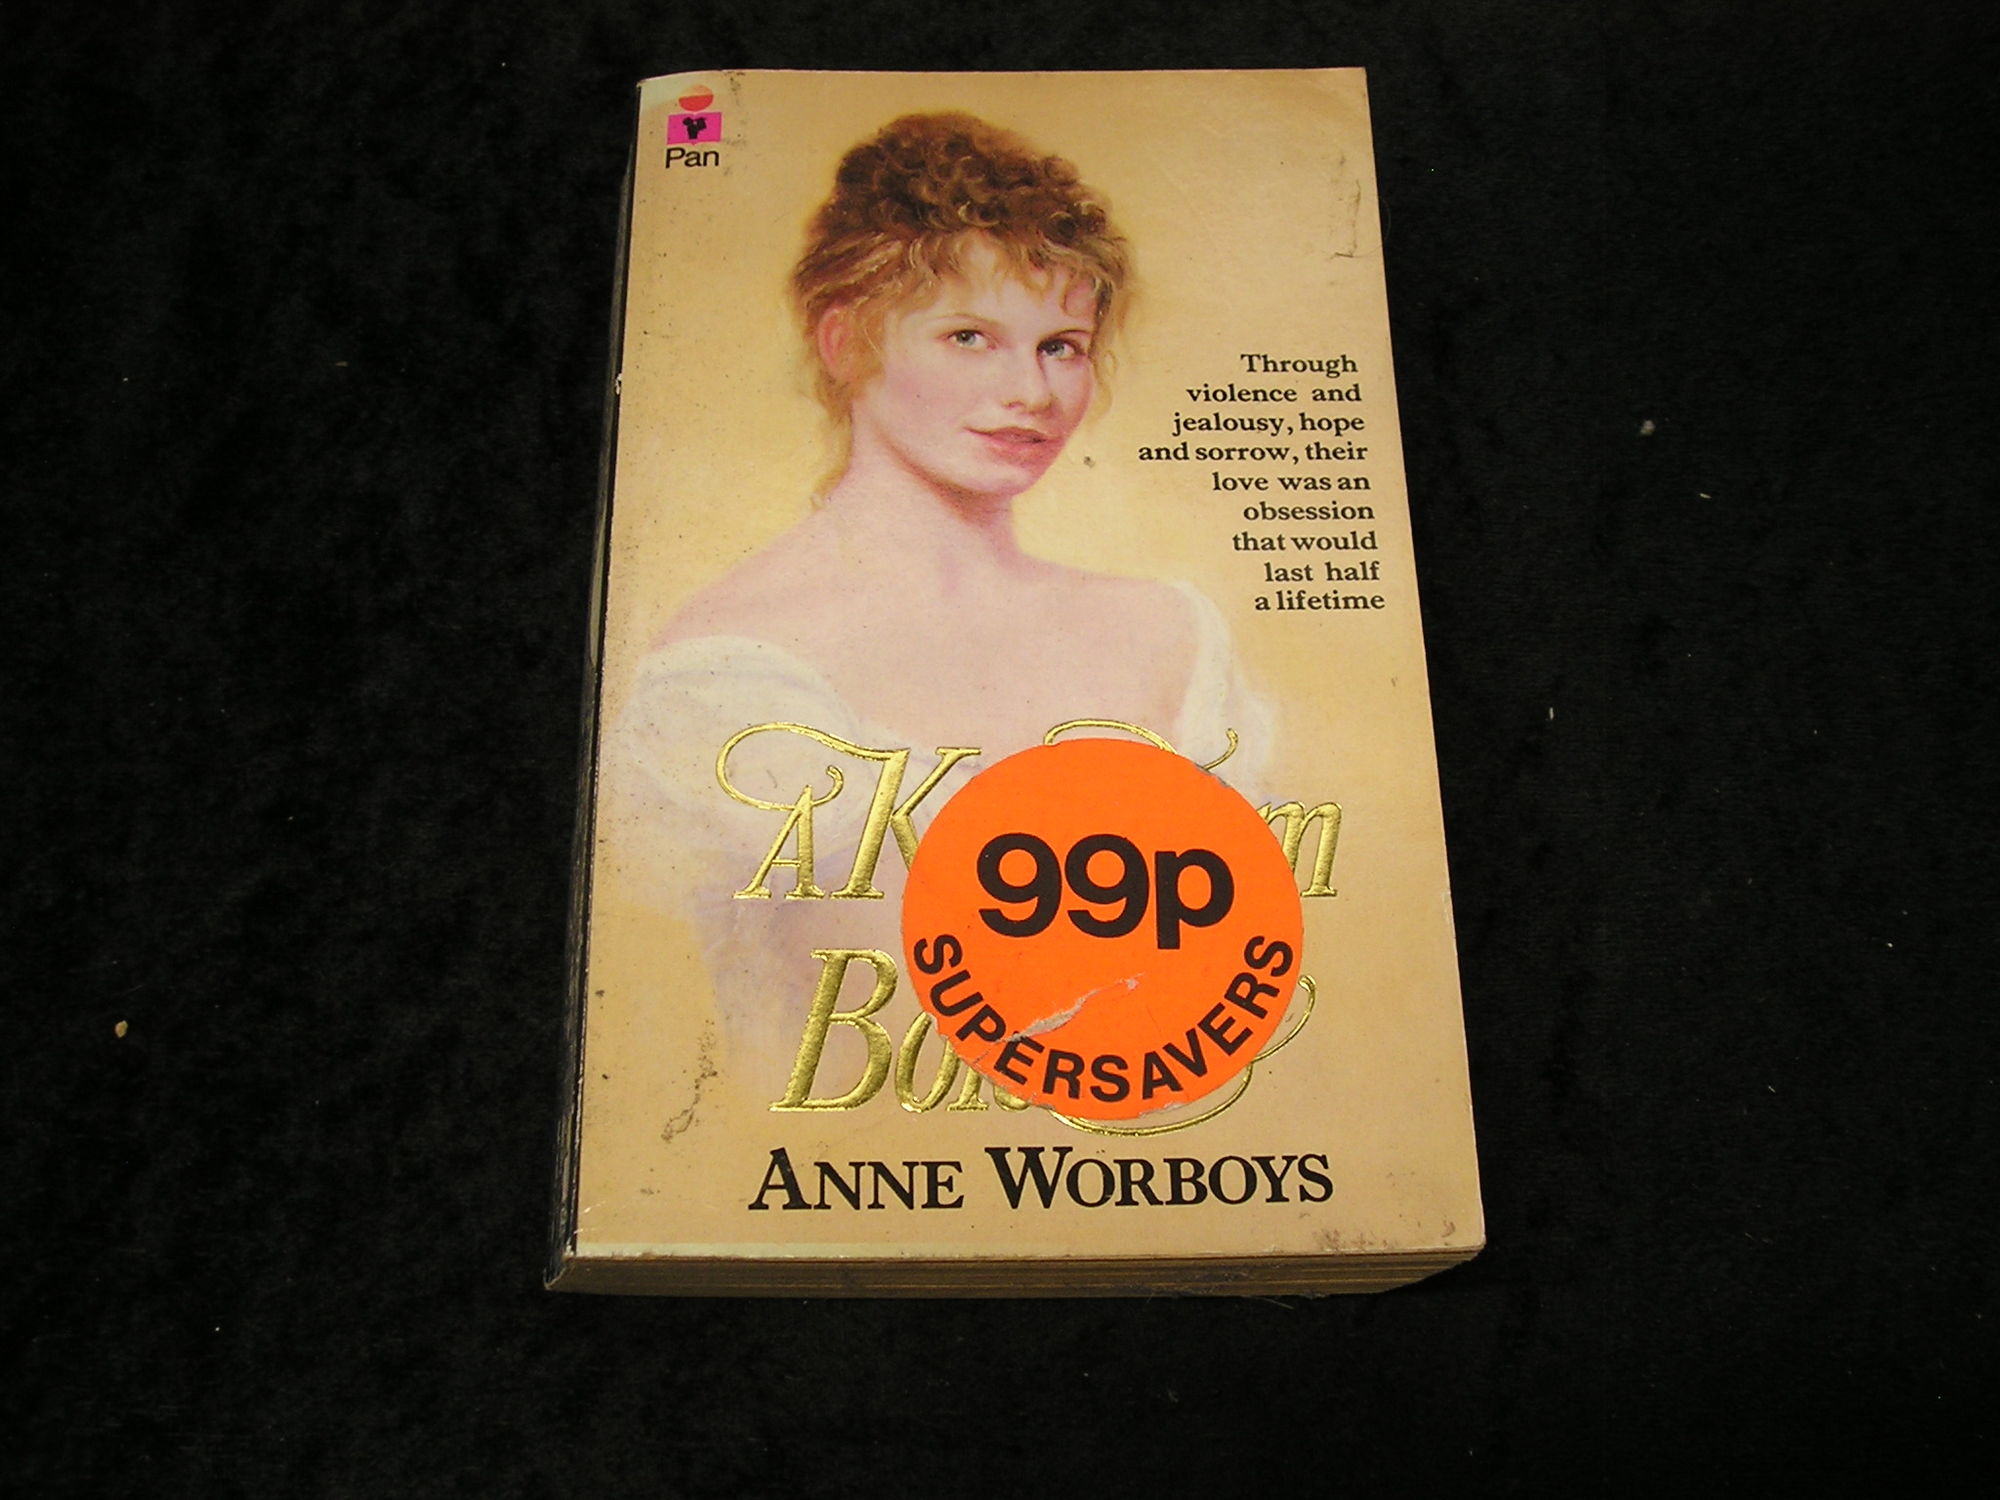 Pan
Through
violence and
jealousy, hope
and sorrow, their
love was an
obsession
that would
last half
a lifetime
A
99p
SUPERSAVERS
ANNE WORBOYS